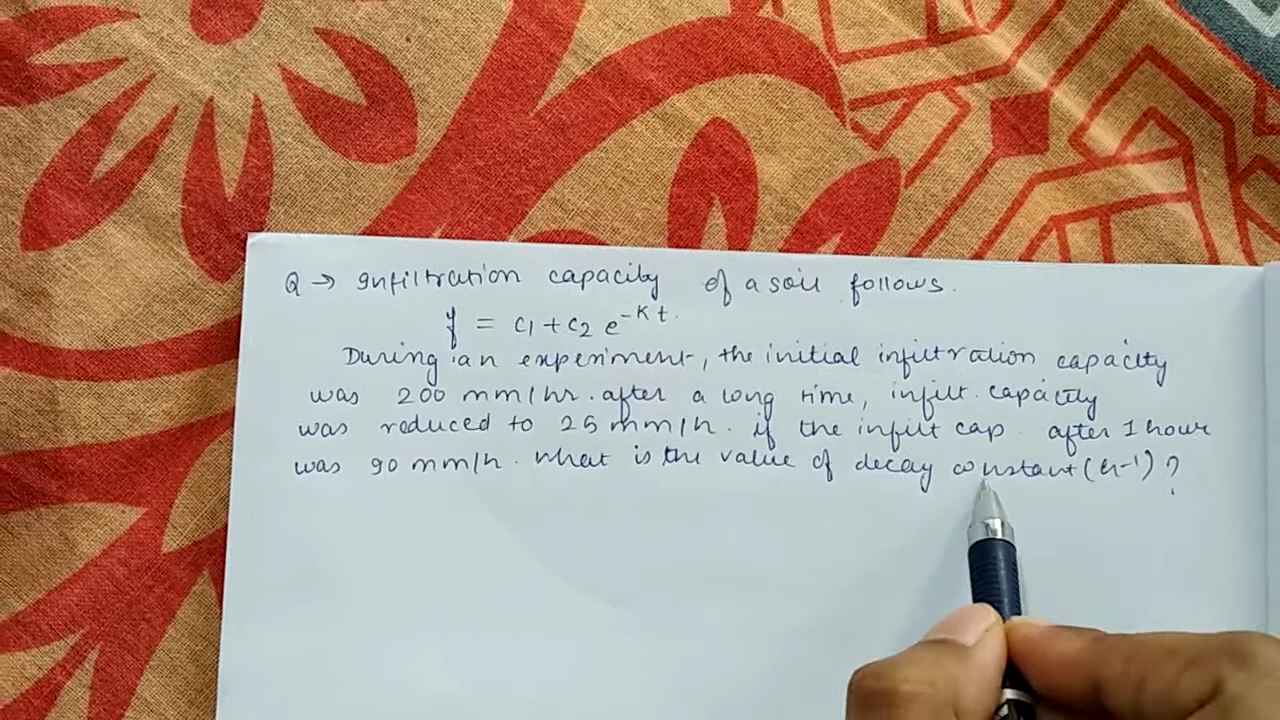 Q → Infiltration capacity of a soil follows.
f = c1 + c2 e^-Kt.
During an experiment, the initial infiltration capacity
was 200 mm/hr. after a long time, infilt. capacity
was reduced to 25 mm/h. if the infilt cap. after 1 hour
was 90 mm/h. what is the value of decay constant (h-1) ?